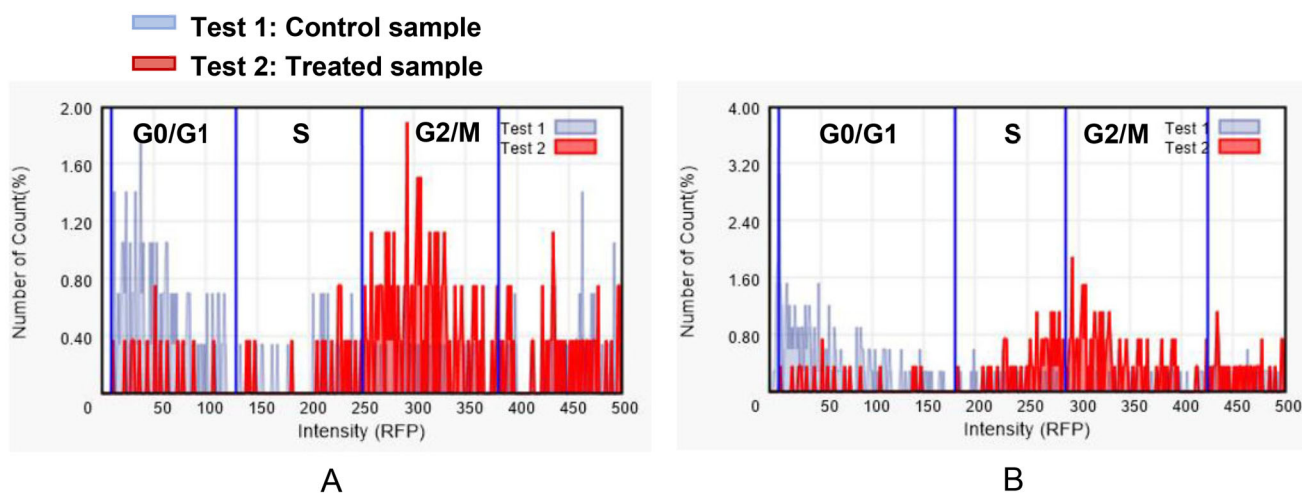 Test 1: Control sample
Test 2: Treated sample
2.00
1.60
1.20
0.80
0.40
0
50
100
150
200
250
300
350
400
450
500
G0/G1
S
G2/M
Test 1
Test 2
Number of Count(%)
Intensity (RFP)
A
4.00
3.20
2.40
1.60
0.80
0
50
100
150
200
250
300
350
400
450
500
G0/G1
S
G2/M
Test 1
Test 2
Number of Count(%)
Intensity (RFP)
B